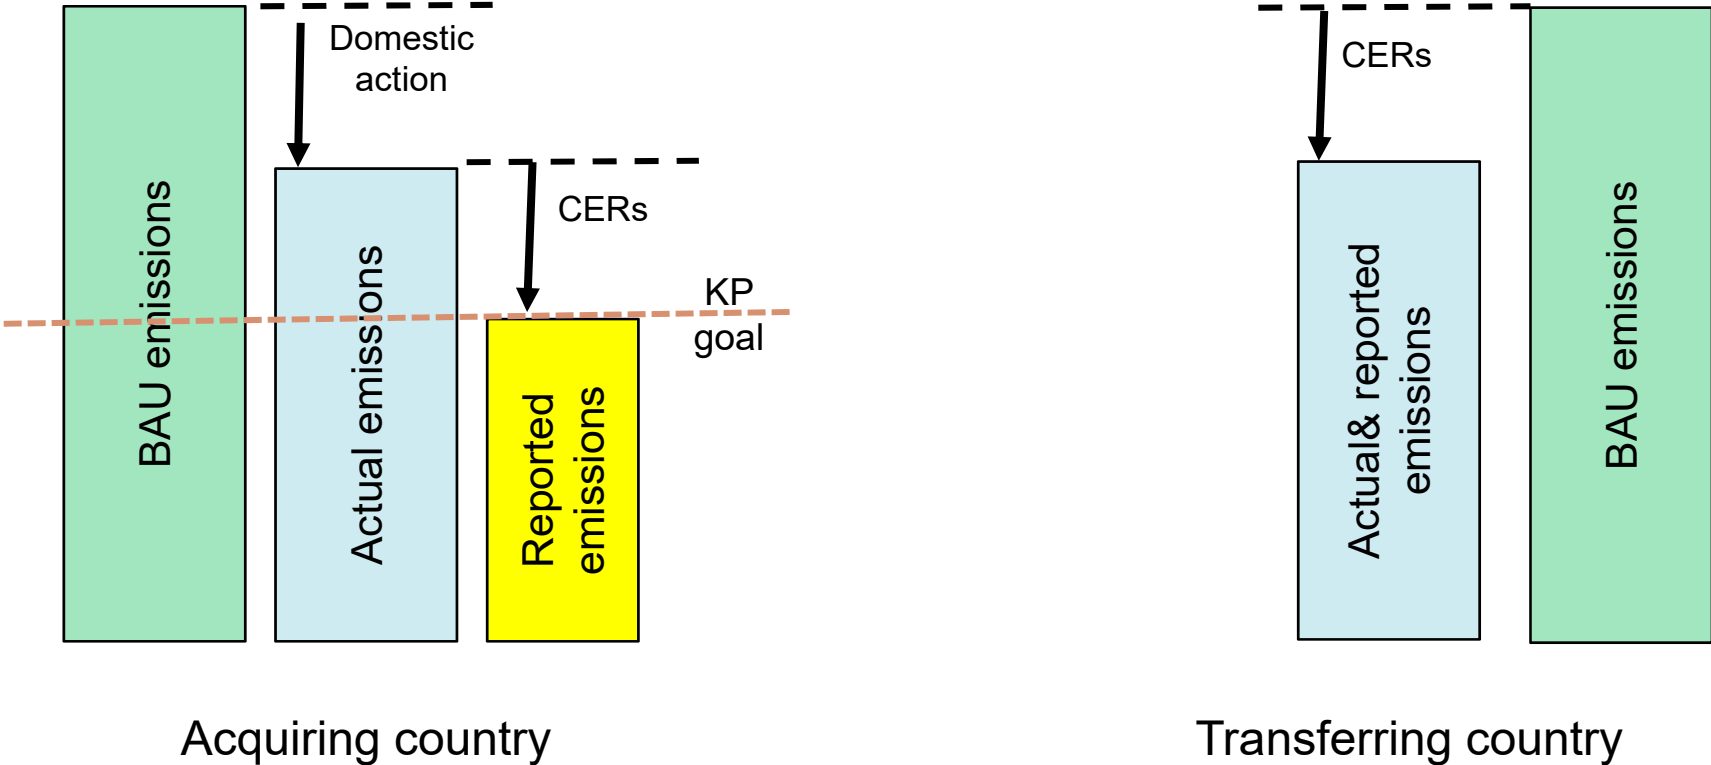 Domestic
action
BAU emissions
Actual emissions
CERs
Reported
emissions
KP
goal
Acquiring country
CERs
Actual& reported
emissions
BAU emissions
Transferring country